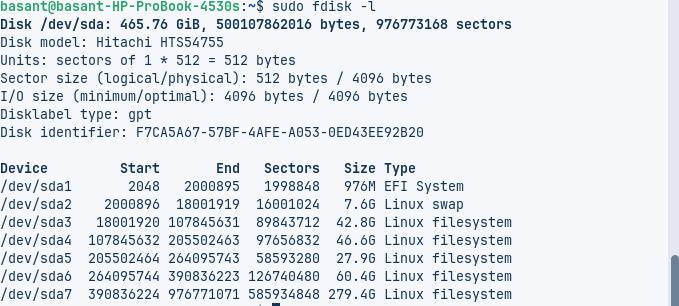 basant@basant-HP-ProBook-4530s:~$ sudo fdisk -l
Disk /dev/sda: 465.76 GiB, 500107862016 bytes, 976773168 sectors
Disk model: Hitachi HTS54755
Units: sectors of 1 * 512 = 512 bytes
Sector size (logical/physical): 512 bytes / 4096 bytes
I/O size (minimum/optimal): 4096 bytes / 4096 bytes
Disklabel type: gpt
Disk identifier: F7CA5A67-57BF-4AFE-A053-0ED43EE92B20
Device Start End Sectors Size Type
/dev/sda1 2048 2000895 1998848 976M EFI System
/dev/sda2 2000896 18001919 16001024 7.6G Linux swap
/dev/sda3 18001920 107845631 89843712 42.8G Linux filesystem
/dev/sda4 107845632 205502463 97656832 46.6G Linux filesystem
/dev/sda5 205502464 264095743 58593280 27.9G Linux filesystem
/dev/sda6 264095744 390836223 126740480 60.4G Linux filesystem
/dev/sda7 390836224 976771071 585934848 279.4G Linux filesystem